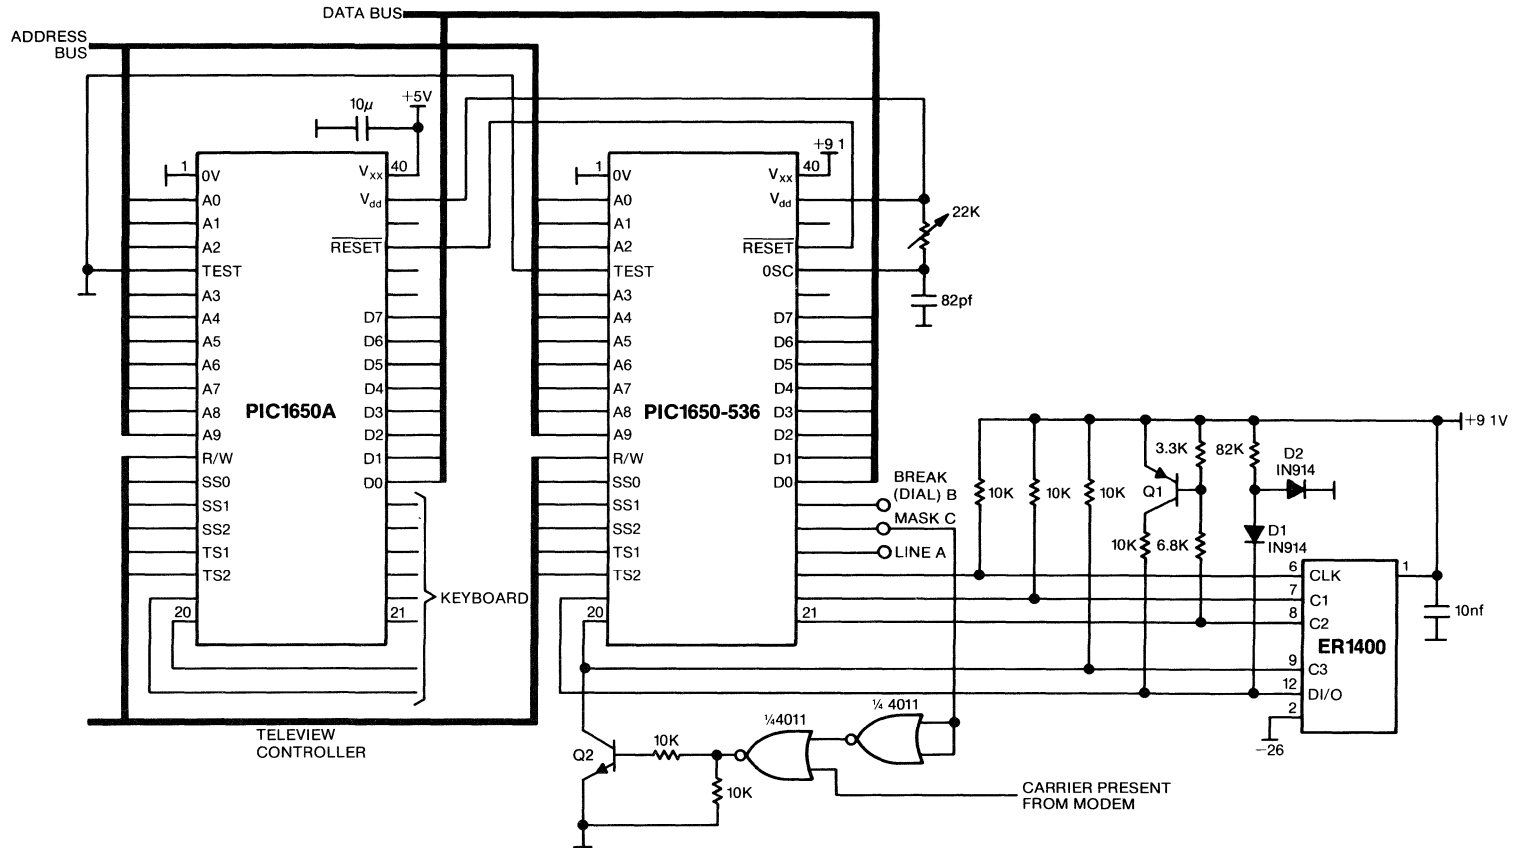 DATA BUS
ADDRESS
BUS
10µ
+5V
+9 1
1
0V
A0
A1
A2
TEST
A3
A4
A5
A6
A7
A8
A9
R/W
SS0
SS1
SS2
TS1
TS2
20
PIC1650A
40
Vxx
Vdd
RESET
D7
D6
D5
D4
D3
D2
D1
D0
21
KEYBOARD
1
0V
A0
A1
A2
TEST
A3
A4
A5
A6
A7
A8
A9
R/W
SS0
SS1
SS2
TS1
TS2
20
PIC1650-536
40
Vxx
Vdd
RESET
0SC
D7
D6
D5
D4
D3
D2
D1
D0
21
22K
82pf
BREAK
(DIAL) B
MASK C
LINE A
+9 1V
10K
10K
10K
3.3K
82K
D2
IN914
Q1
10K
6.8K
D1
IN914
6
CLK
7
C1
8
C2
9
C3
12
DI/O
2
1
ER1400
10nf
−26
TELEVIEW
CONTROLLER
Q2
10K
10K
¼4011
¼ 4011
CARRIER PRESENT
FROM MODEM